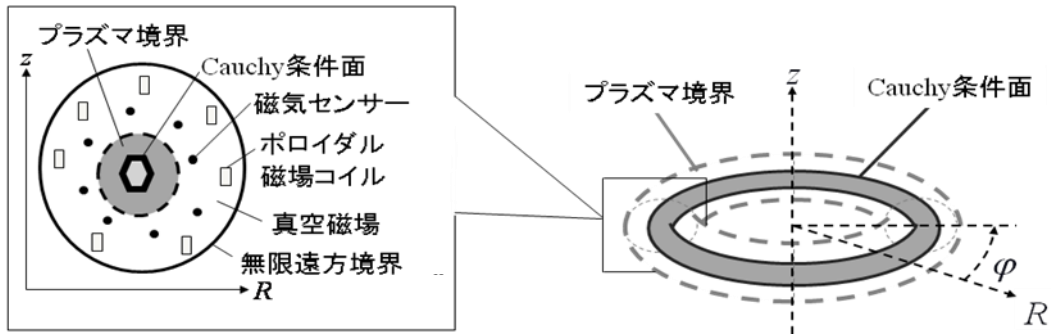 プラズマ境界
z
Cauchy条件面
磁気センサー
ポロイダル
磁場コイル
真空磁場
無限遠方境界
R
プラズマ境界
z
Cauchy条件面
φ
R